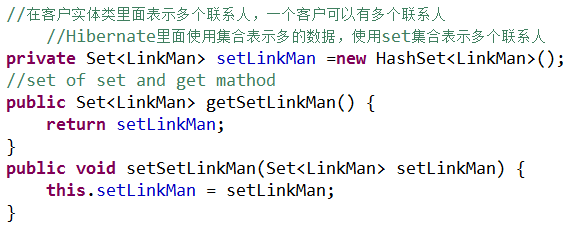 //在客户实体类里面表示多个联系人，一个客户可以有多个联系人
//Hibernate里面使用集合表示多的数据，使用set集合表示多个联系人
private Set<LinkMan> setLinkMan =new HashSet<LinkMan>();
//set of set and get mathod
public Set<LinkMan> getSetLinkMan() {
return setLinkMan;
}
public void setSetLinkMan(Set<LinkMan> setLinkMan) {
this.setLinkMan = setLinkMan;
}